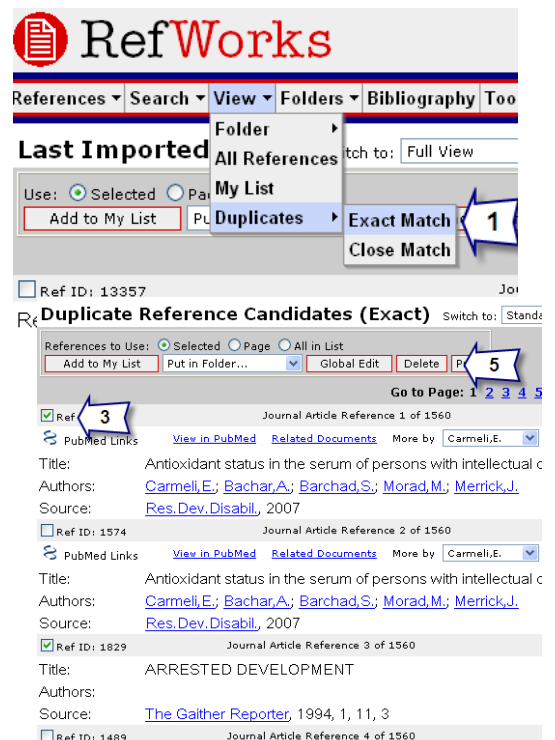 RefWorks
References Search View Folders Bibliography Too
Folder
Last Imported tch to: Full View
All References
Use: Selected Pa My List
Add to My List Pu Duplicates Exact Match 1
Close Match
Ref ID: 13357 Jou
Re Duplicate Reference Candidates (Exact) Switch to: Standa
References to Use: Selected Page All in List
Add to My List Put in Folder... Global Edit Delete P 5
Go to Page: 1 2 3 4 5
Ref 3 Journal Article Reference 1 of 1560
PubMed Links View in PubMed Related Documents More by Carmeli,E.
Title: Antioxidant status in the serum of persons with intellectual d
Authors: Carmeli,E.; Bachar,A.; Barchad,S.; Morad,M.; Merrick,J.
Source: Res.Dev.Disabil., 2007
Ref ID: 1574 Journal Article Reference 2 of 1560
PubMed Links View in PubMed Related Documents More by Carmeli,E.
Title: Antioxidant status in the serum of persons with intellectual d
Authors: Carmeli,E.; Bachar,A.; Barchad,S.; Morad,M.; Merrick,J.
Source: Res.Dev.Disabil., 2007
Ref ID: 1829 Journal Article Reference 3 of 1560
Title: ARRESTED DEVELOPMENT
Authors:
Source: The Gaither Reporter, 1994, 1, 11, 3
Ref ID: 1489 Journal Article Reference 4 of 1560